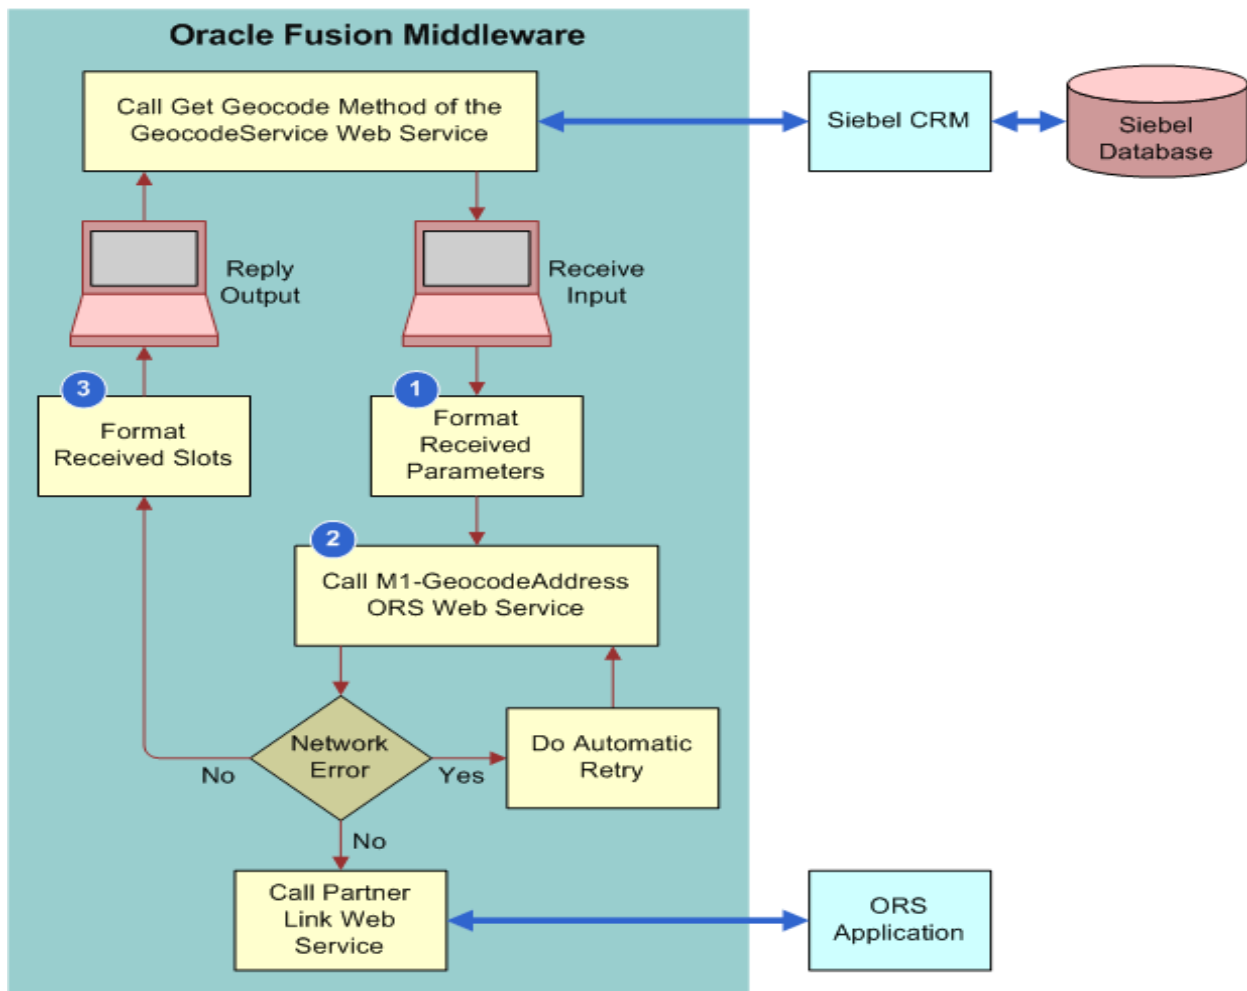 Oracle Fusion Middleware
Call Get Geocode Method of the
GeocodeService Web Service
Siebel CRM
Siebel
Database
Reply
Output
Receive
Input
3
Format
Received Slots
1
Format
Received
Parameters
2
Call M1-GeocodeAddress
ORS Web Service
Network
Error
No
Yes
Do Automatic
Retry
No
Call Partner
Link Web
Service
ORS
Application